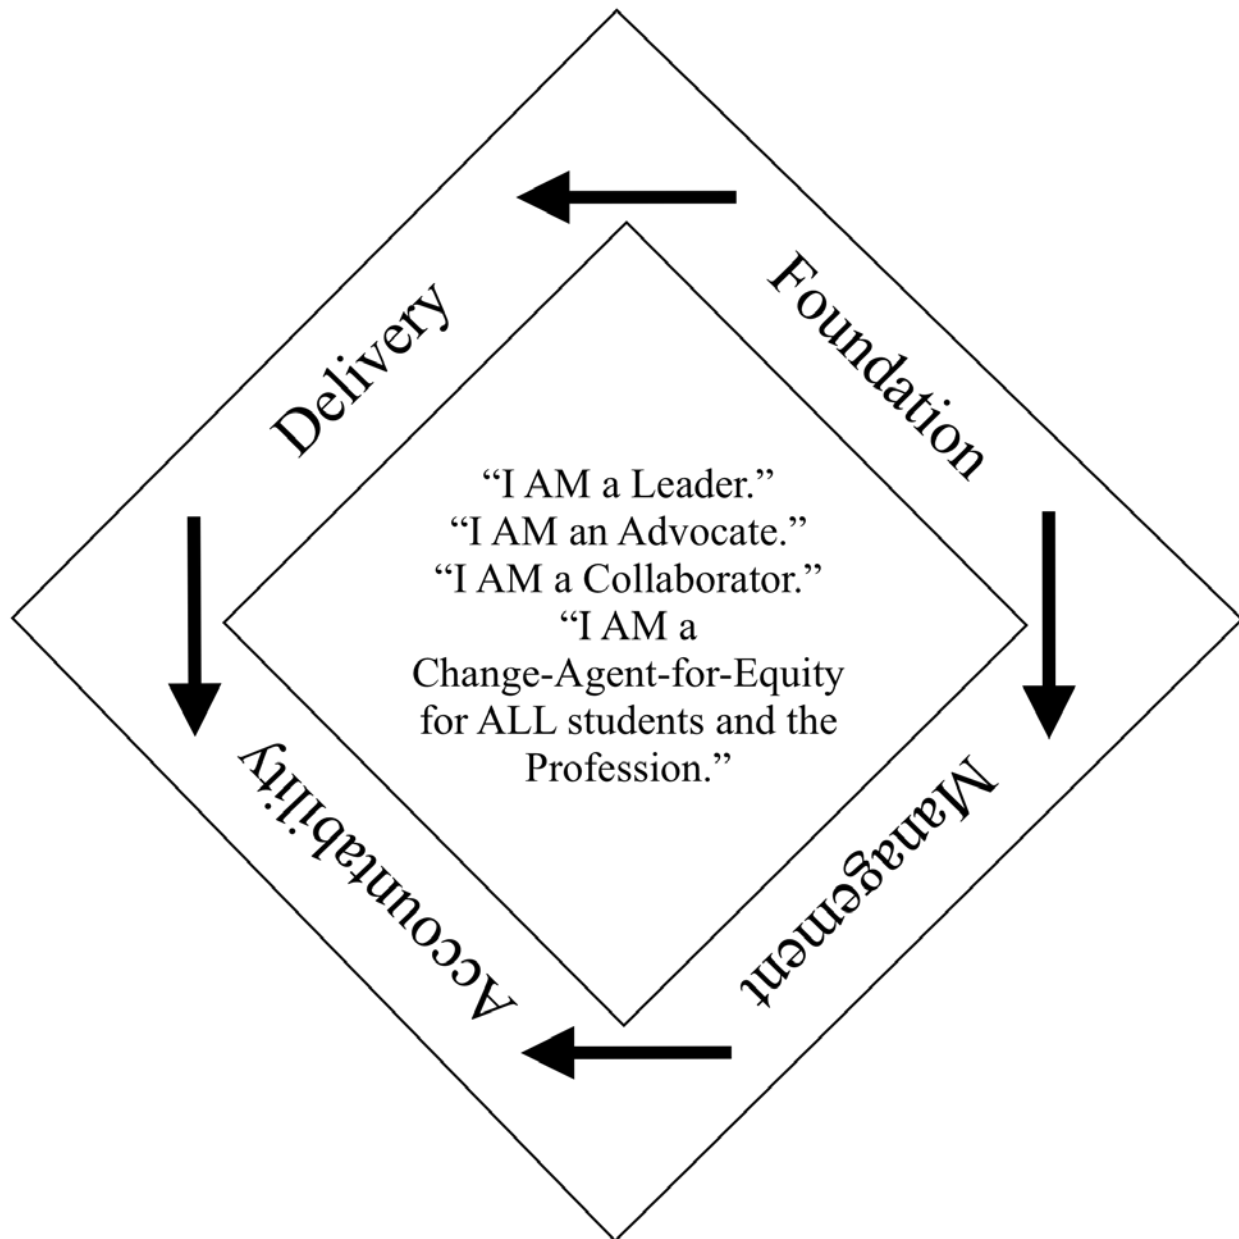 Delivery
Foundation
“I AM a Leader.”
“I AM an Advocate.”
“I AM a Collaborator.”
“I AM a
Change-Agent-for-Equity
for ALL students and the
Profession.”
Accountability
Management